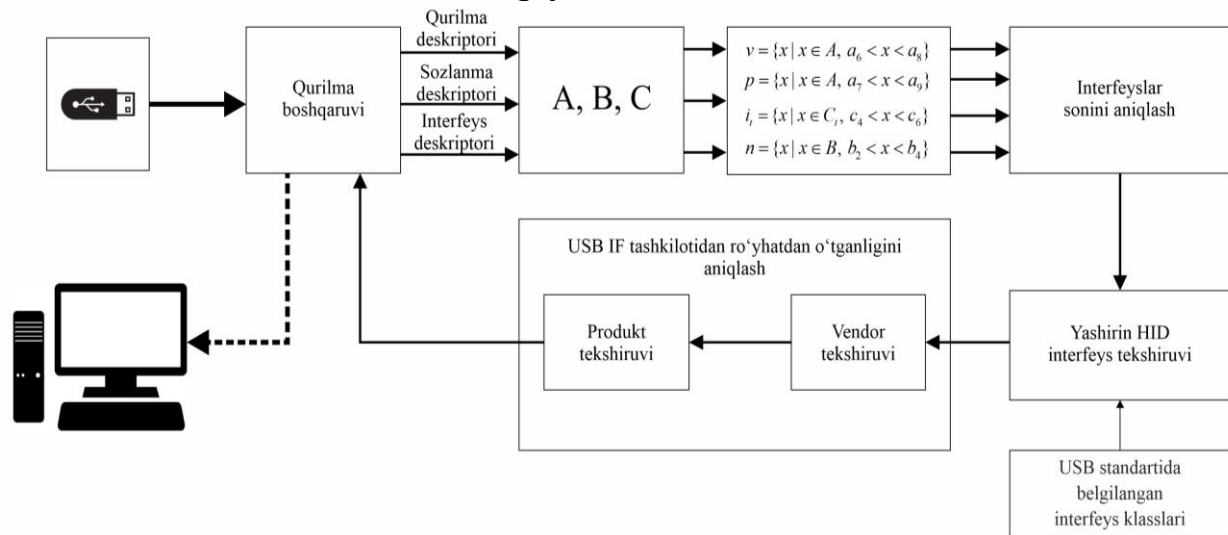 Qurilma
deskriptori
Sozlanma
deskriptori
Interfeys
deskriptori
Qurilma
boshqaruvi
A, B, C
v = {x | x ∈ A, a₆ < x < a₈}
p = {x | x ∈ A, a₇ < x < a₉}
iₜ = {x | x ∈ Cₜ, c₄ < x < c₆}
n = {x | x ∈ B, b₂ < x < b₄}
Interfeyslar
sonini aniqlash
USB IF tashkilotidan ro‘yhatdan o‘tganligini
aniqlash
Produkt
tekshiruvi
Vendor
tekshiruvi
Yashirin HID
interfeys tekshiruvi
USB standartida
belgilangan
interfeys klasslari